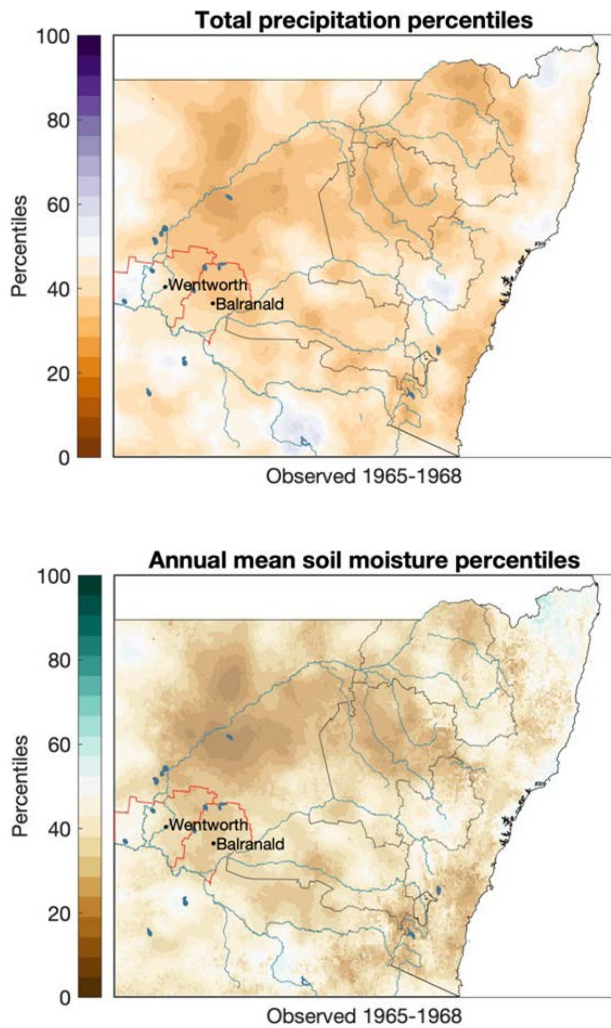 Total precipitation percentiles
100
80
60
40
20
0
Percentiles
Wentworth
Balranald
Observed 1965-1968
Annual mean soil moisture percentiles
100
80
60
40
20
0
Percentiles
Wentworth
Balranald
Observed 1965-1968